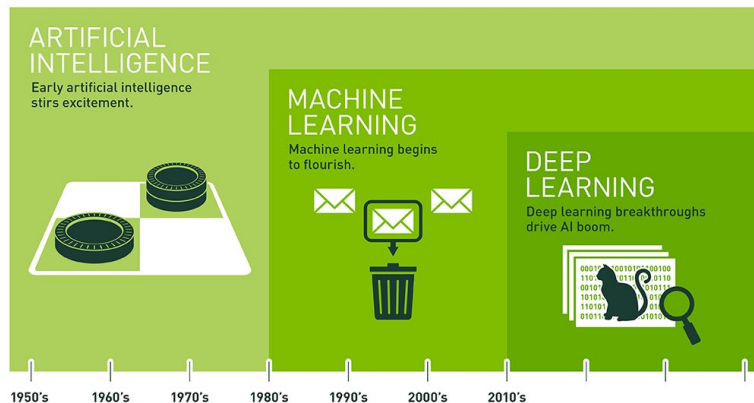 ARTIFICIAL
INTELLIGENCE
Early artificial intelligence
stirs excitement.
MACHINE
LEARNING
Machine learning begins
to flourish.
DEEP
LEARNING
Deep learning breakthroughs
drive AI boom.
1950's 1960's 1970's 1980's 1990's 2000's 2010's